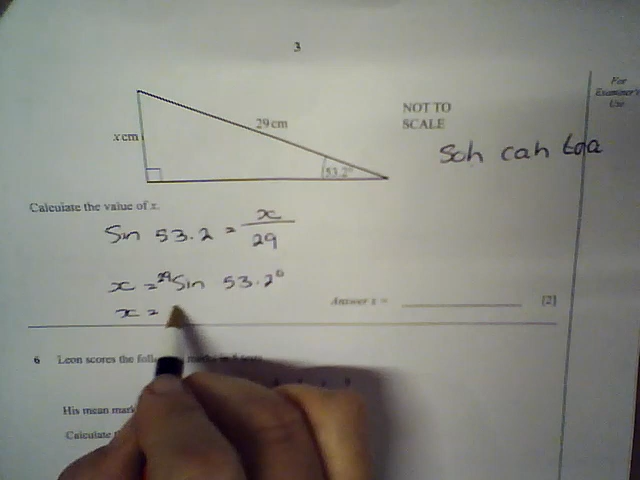 3
For
Examiner's
Use
29 cm
NOT TO
SCALE
x cm
Soh cah toa
53.2°
Calculate the value of x.
Sin 53.2 = x/29
x = 29 Sin 53.2°
Answer x = [2]
x =
6 Leon scores the
His mean mark
Calculate